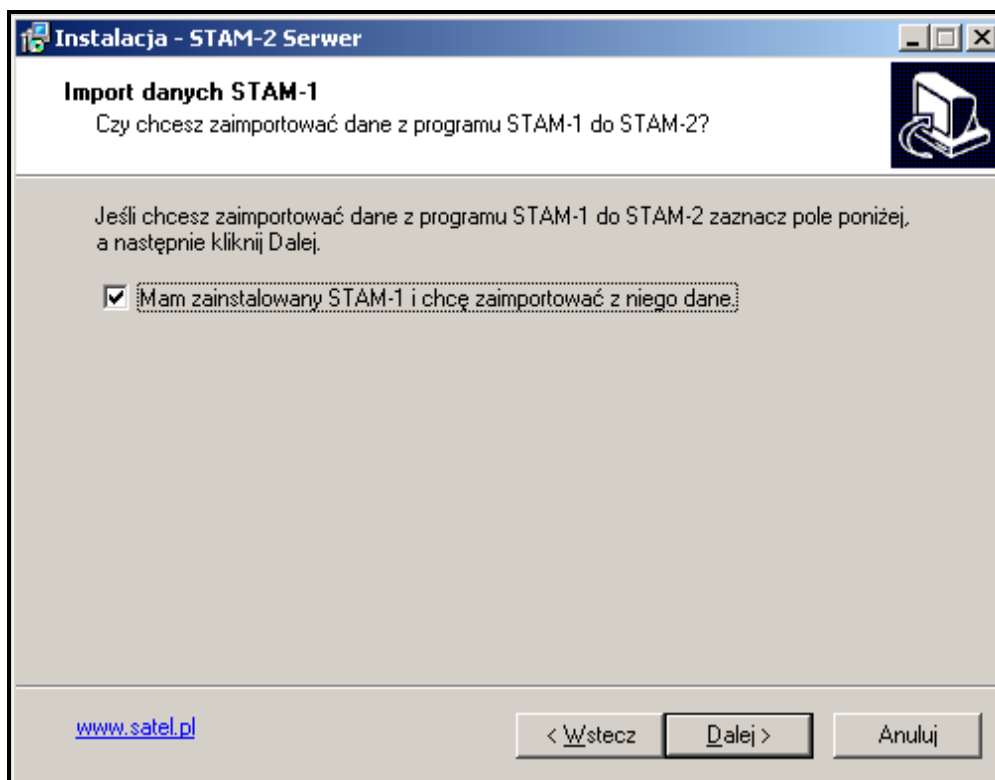 Instalacja - STAM-2 Serwer
Import danych STAM-1
Czy chcesz zaimportować dane z programu STAM-1 do STAM-2?
Jeśli chcesz zaimportować dane z programu STAM-1 do STAM-2 zaznacz pole poniżej,
a następnie kliknij Dalej.
Mam zainstalowany STAM-1 i chcę zaimportować z niego dane.
www.satel.pl
< Wstecz
Dalej >
Anuluj